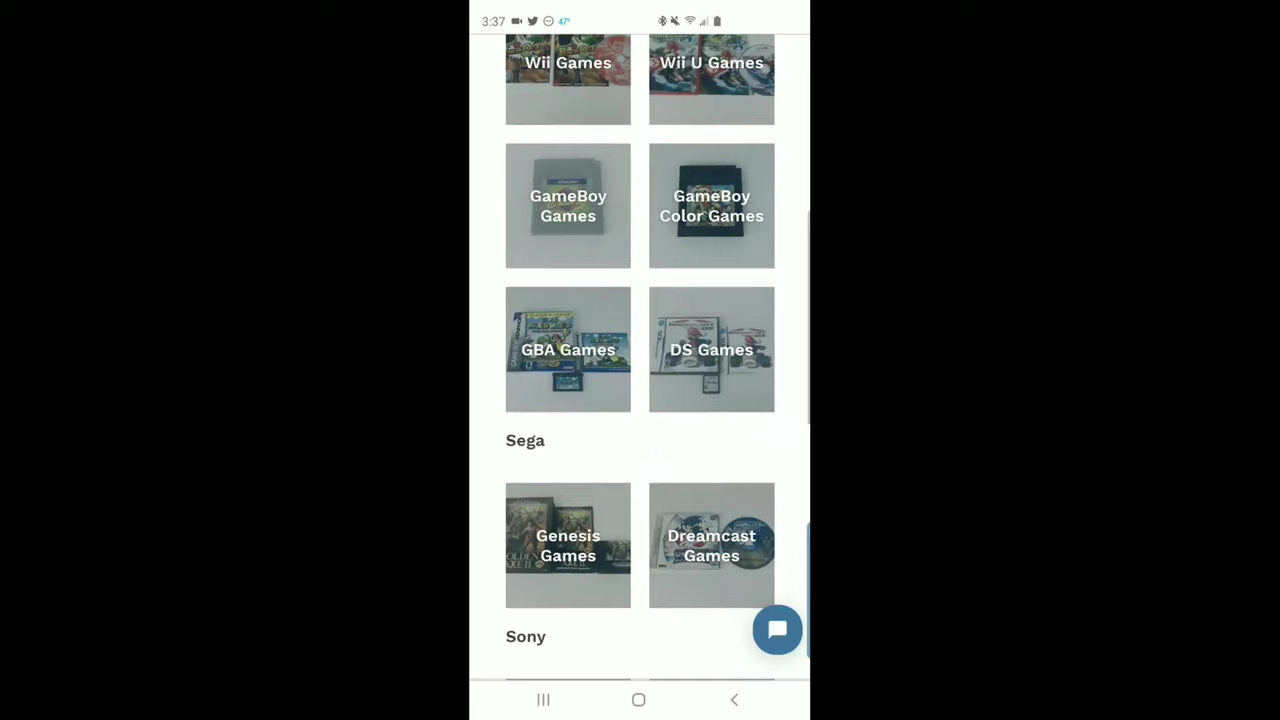 3:37 47°
Wii Games
Wii U Games
GameBoy
Games
GameBoy
Color Games
GBA Games
DS Games
Sega
Genesis
Games
Dreamcast
Games
Sony